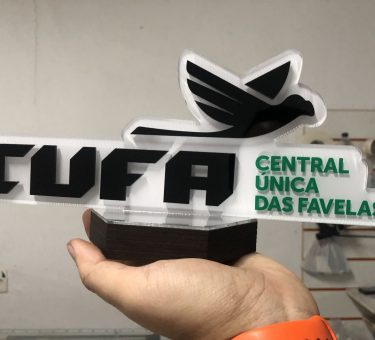 CUFA
CENTRAL
ÚNICA
DAS FAVELAS